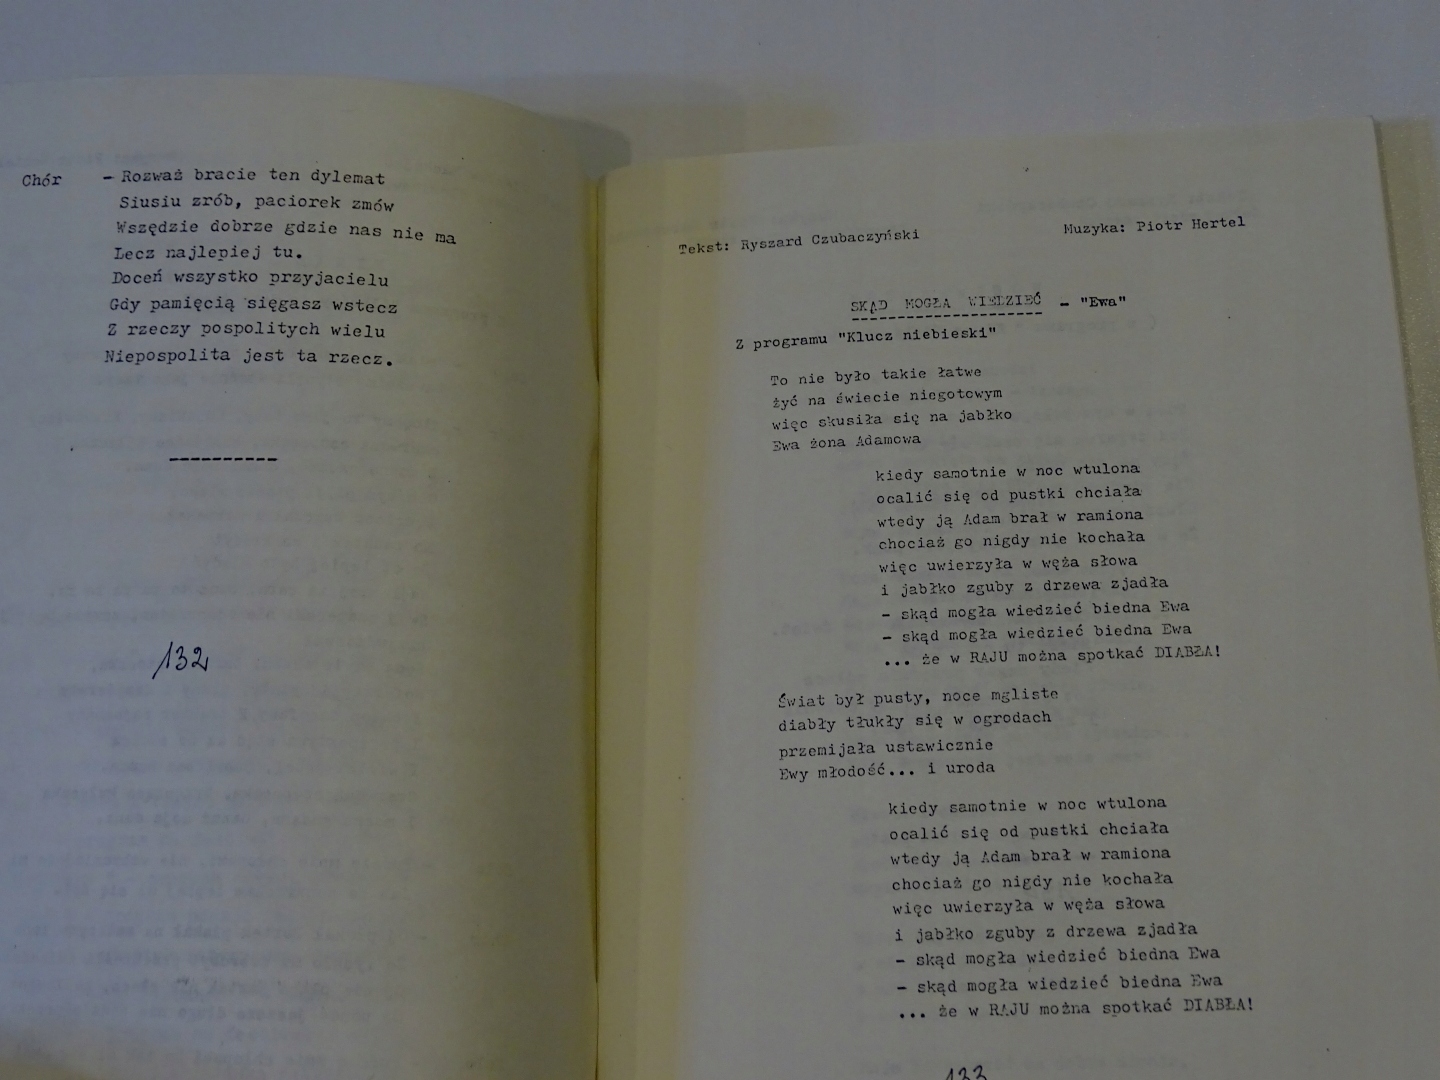 Chór - Rozważ bracie ten dylemat
Siusiu zrób, paciorek zmów
Wszędzie dobrze gdzie nas nie ma
Lecz najlepiej tu.
Doceń wszystko przyjacielu
Gdy pamięcią sięgasz wstecz
Z rzeczy pospolitych wielu
Niepospolita jest ta rzecz.
----------
132
Tekst: Ryszard Czubaczyński Muzyka: Piotr Hertel
SKĄD MOGŁA WIEDZIEĆ - "Ewa"
Z programu "Klucz niebieski"
To nie było takie łatwe
żyć na świecie niegotowym
więc skusiła się na jabłko
Ewa żona Adamowa
kiedy samotnie w noc wtulona
ocalić się od pustki chciała
wtedy ją Adam brał w ramiona
chociaż go nigdy nie kochała
więc uwierzyła w węża słowa
i jabłko zguby z drzewa zjadła
- skąd mogła wiedzieć biedna Ewa
- skąd mogła wiedzieć biedna Ewa
... że w RAJU można spotkać DIABŁA!
Świat był pusty, noce mgliste
diabły tłukły się w ogrodach
przemijała ustawicznie
Ewy młodość... i uroda
kiedy samotnie w noc wtulona
ocalić się od pustki chciała
wtedy ją Adam brał w ramiona
chociaż go nigdy nie kochała
więc uwierzyła w węża słowa
i jabłko zguby z drzewa zjadła
- skąd mogła wiedzieć biedna Ewa
- skąd mogła wiedzieć biedna Ewa
... że w RAJU można spotkać DIABŁA!
133